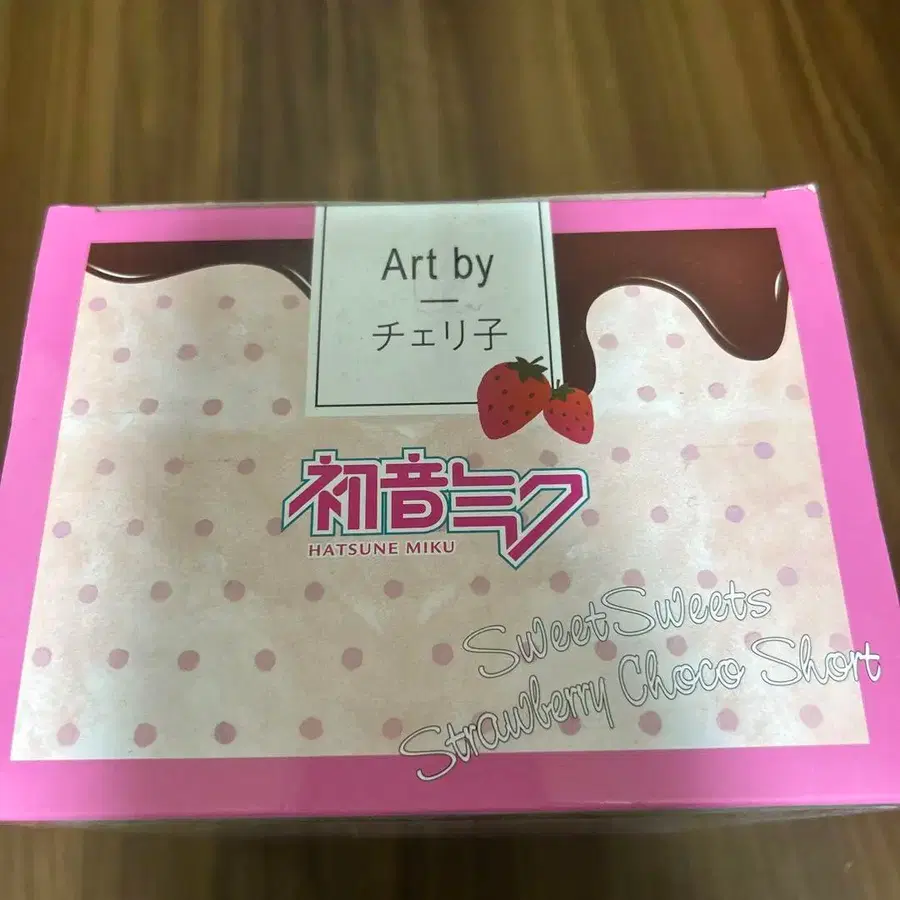 Art by
チェリ子
初音ミク
HATSUNE MIKU
SweetSweets
Strawberry Choco Short